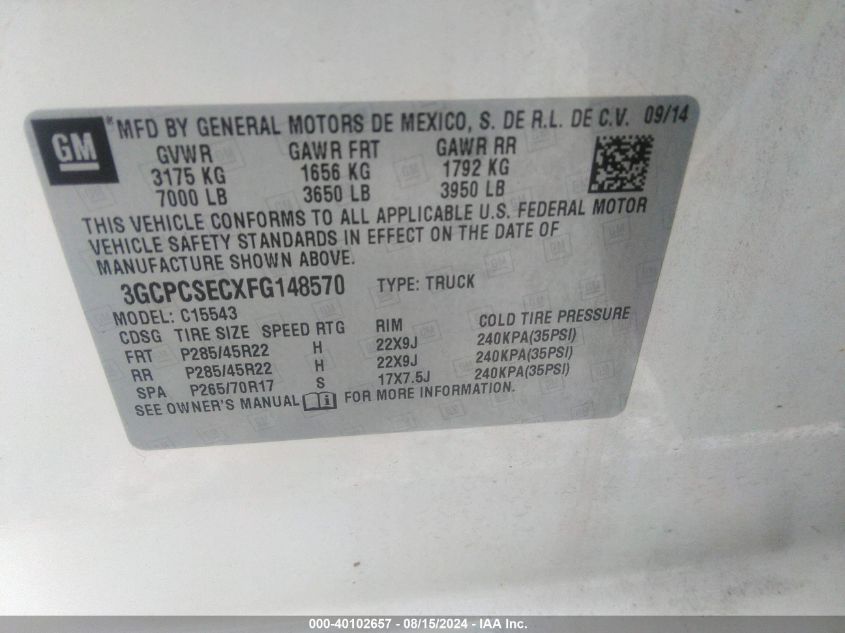 GM
MFD BY GENERAL MOTORS DE MEXICO, S. DE R.L. DE C.V. 09/14
GVWR GAWR FRT GAWR RR
3175 KG 1656 KG 1792 KG
7000 LB 3650 LB 3950 LB
THIS VEHICLE CONFORMS TO ALL APPLICABLE U.S. FEDERAL MOTOR
VEHICLE SAFETY STANDARDS IN EFFECT ON THE DATE OF
MANUFACTURE SHOWN ABOVE.
3GCPCSECXFG148570 TYPE: TRUCK
MODEL: C15543
CDSG TIRE SIZE SPEED RTG RIM COLD TIRE PRESSURE
FRT P285/45R22 H 22X9J 240KPA(35PSI)
RR P285/45R22 H 22X9J 240KPA(35PSI)
SPA P265/70R17 S 17X7.5J 240KPA(35PSI)
SEE OWNER'S MANUAL i FOR MORE INFORMATION.
000-40102657 - 08/15/2024 - IAA Inc.